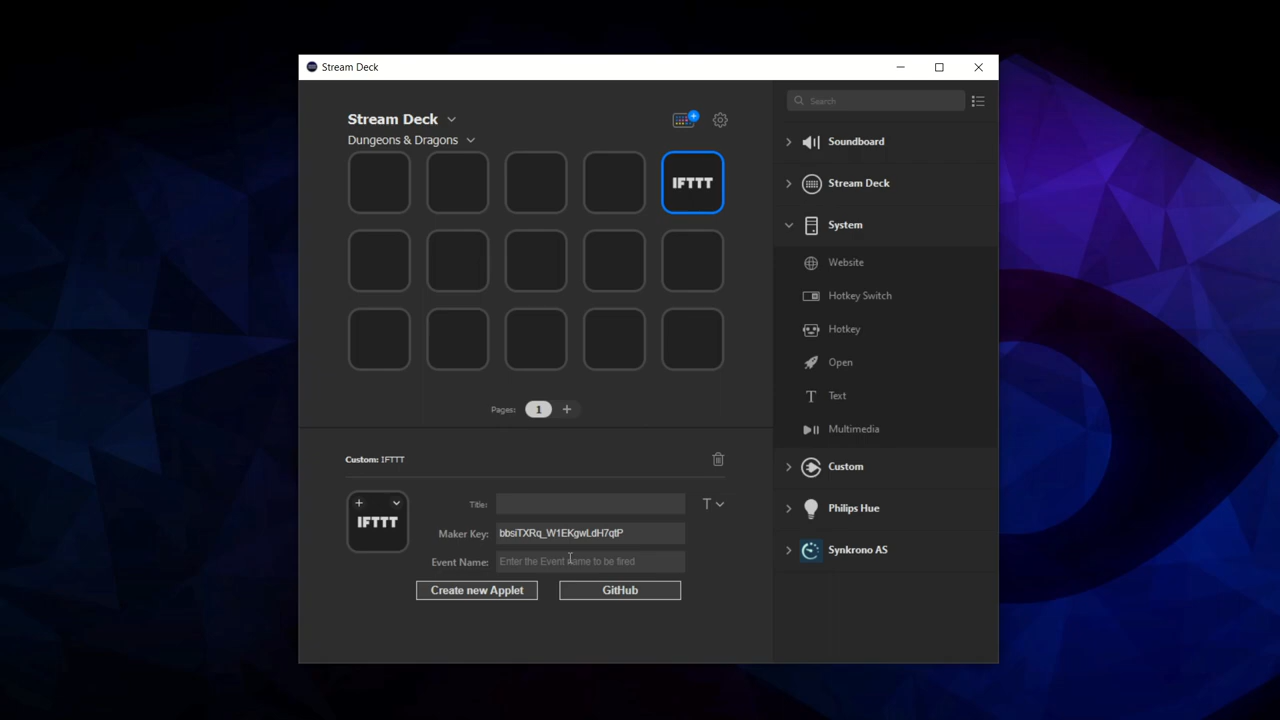 Stream Deck
Search
Stream Deck
Dungeons & Dragons
IFTTT
Pages: 1 +
Soundboard
Stream Deck
System
Website
Hotkey Switch
Hotkey
Open
Text
Multimedia
Custom
Philips Hue
Synkrono AS
Custom: IFTTT
IFTTT
Title:
T
Maker Key: bbsiTXRq_W1EKgwLdH7qtP
Event Name: Enter the Event name to be fired
Create new Applet GitHub